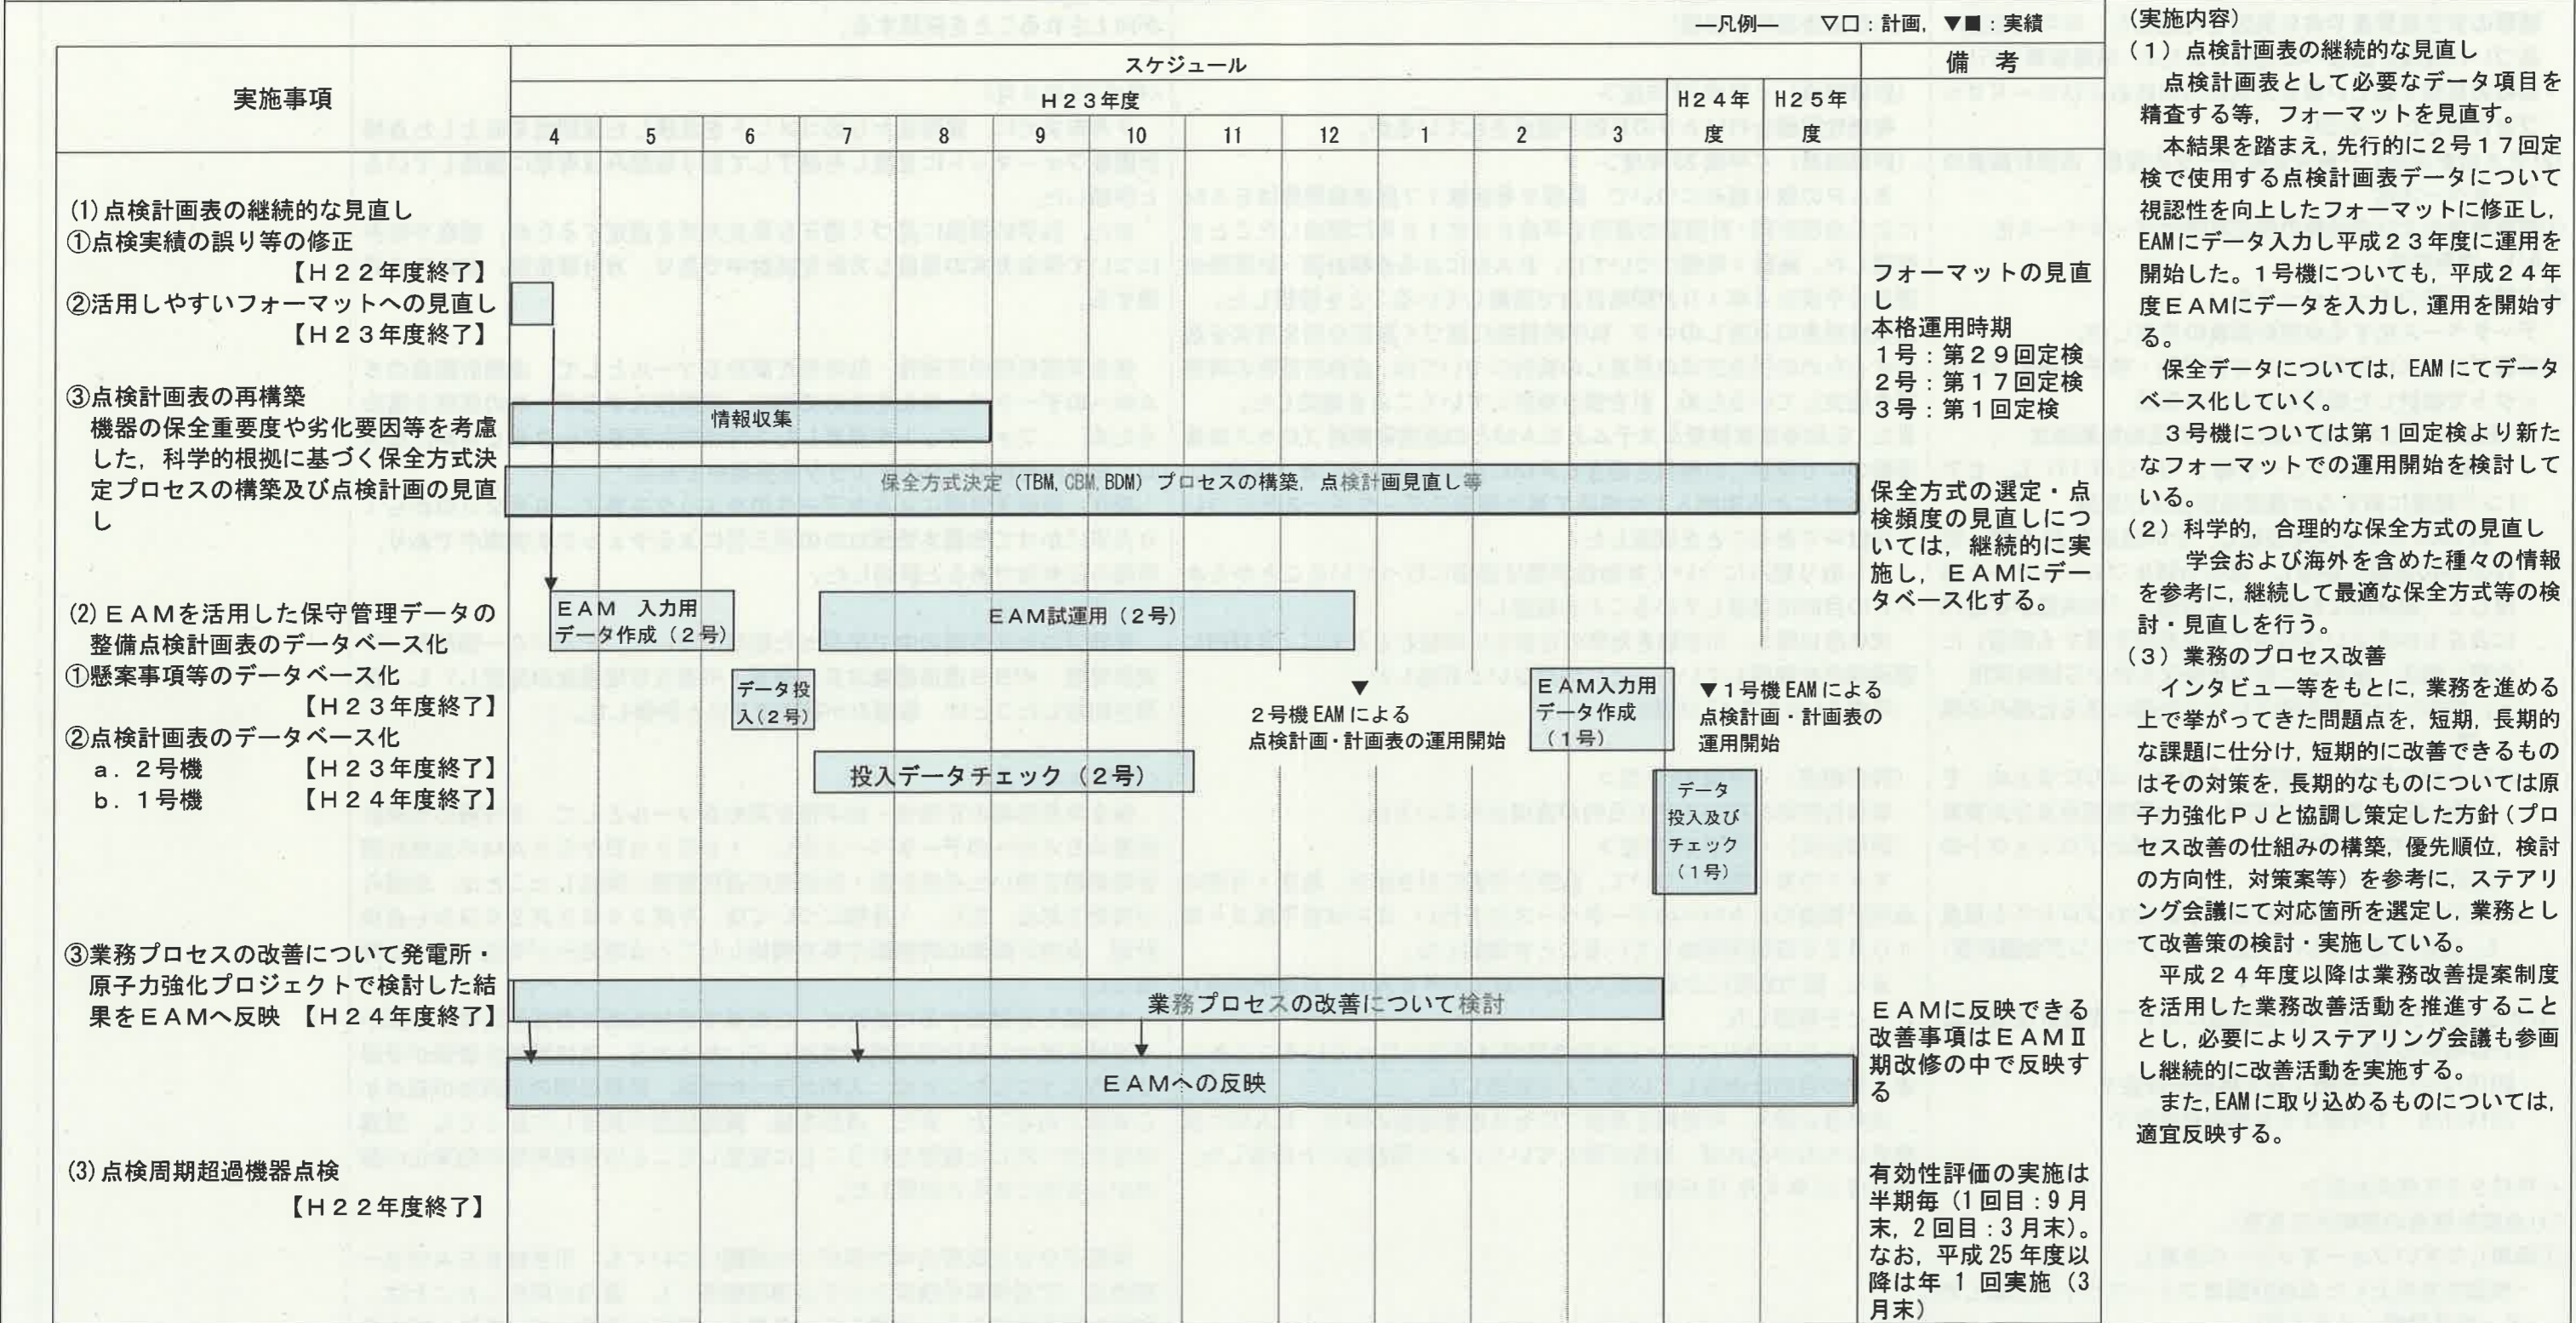 ―凡例― ▽□：計画，▼■：実績
実施事項
スケジュール
備 考
Ｈ２３年度
Ｈ２４年度
Ｈ２５年度
4 5 6 7 8 9 10 11 12 1 2 3
(1) 点検計画表の継続的な見直し
①点検実績の誤り等の修正
【Ｈ２２年度終了】
②活用しやすいフォーマットへの見直し
【Ｈ２３年度終了】
③点検計画表の再構築
機器の保全重要度や劣化要因等を考慮
した，科学的根拠に基づく保全方式決
定プロセスの構築及び点検計画の見直
し
(2) ＥＡＭを活用した保守管理データの
整備点検計画表のデータベース化
①懸案事項等のデータベース化
【Ｈ２３年度終了】
②点検計画表のデータベース化
ａ．２号機 【Ｈ２３年度終了】
ｂ．１号機 【Ｈ２４年度終了】
③業務プロセスの改善について発電所・
原子力強化プロジェクトで検討した結
果をＥＡＭへ反映 【Ｈ２４年度終了】
(3) 点検周期超過機器点検
【Ｈ２２年度終了】
情報収集
保全方式決定（TBM, CBM, BDM）プロセスの構築，点検計画見直し等
ＥＡＭ 入力用
データ作成（２号）
ＥＡＭ試運用（２号）
データ投
入（２号）
投入データチェック（２号）
▼
２号機 EAM による
点検計画・計画表の運用開始
ＥＡＭ入力用
データ作成
（１号）
▼１号機 EAM による
点検計画・計画表の
運用開始
データ
投入及び
チェック
（１号）
業務プロセスの改善について検討
ＥＡＭへの反映
フォーマットの見直
し
本格運用時期
１号：第２９回定検
２号：第１７回定検
３号：第１回定検
保全方式の選定・点
検頻度の見直しにつ
いては，継続的に実
施し，ＥＡＭにデー
タベース化する。
ＥＡＭに反映できる
改善事項はＥＡＭⅡ
期改修の中で反映す
る
有効性評価の実施は
半期毎（1 回目：9 月
末，2 回目：3 月末）。
なお，平成 25 年度以
降は年 1 回実施（3
月末）
（実施内容）
（１）点検計画表の継続的な見直し
点検計画表として必要なデータ項目を
精査する等，フォーマットを見直す。
本結果を踏まえ，先行的に２号１７回定
検で使用する点検計画表データについて
視認性を向上したフォーマットに修正し，
EAMにデータ入力し平成２３年度に運用を
開始した。１号機についても，平成２４年
度ＥＡＭにデータを入力し，運用を開始す
る。
保全データについては，EAMにてデータ
ベース化していく。
３号機については第１回定検より新た
なフォーマットでの運用開始を検討して
いる。
（２）科学的，合理的な保全方式の見直し
学会および海外を含めた種々の情報
を参考に，継続して最適な保全方式等の検
討・見直しを行う。
（３）業務のプロセス改善
インタビュー等をもとに，業務を進める
上で挙がってきた問題点を，短期，長期的
な課題に仕分け，短期的に改善できるもの
はその対策を，長期的なものについては原
子力強化ＰＪと協調し策定した方針（プロ
セス改善の仕組みの構築，優先順位，検討
の方向性，対策案等）を参考に，ステアリ
ング会議にて対応箇所を選定し，業務とし
て改善策の検討・実施している。
平成２４年度以降は業務改善提案制度
を活用した業務改善活動を推進すること
とし，必要によりステアリング会議も参画
し継続的に改善活動を実施する。
また，EAMに取り込めるものについては，
適宜反映する。